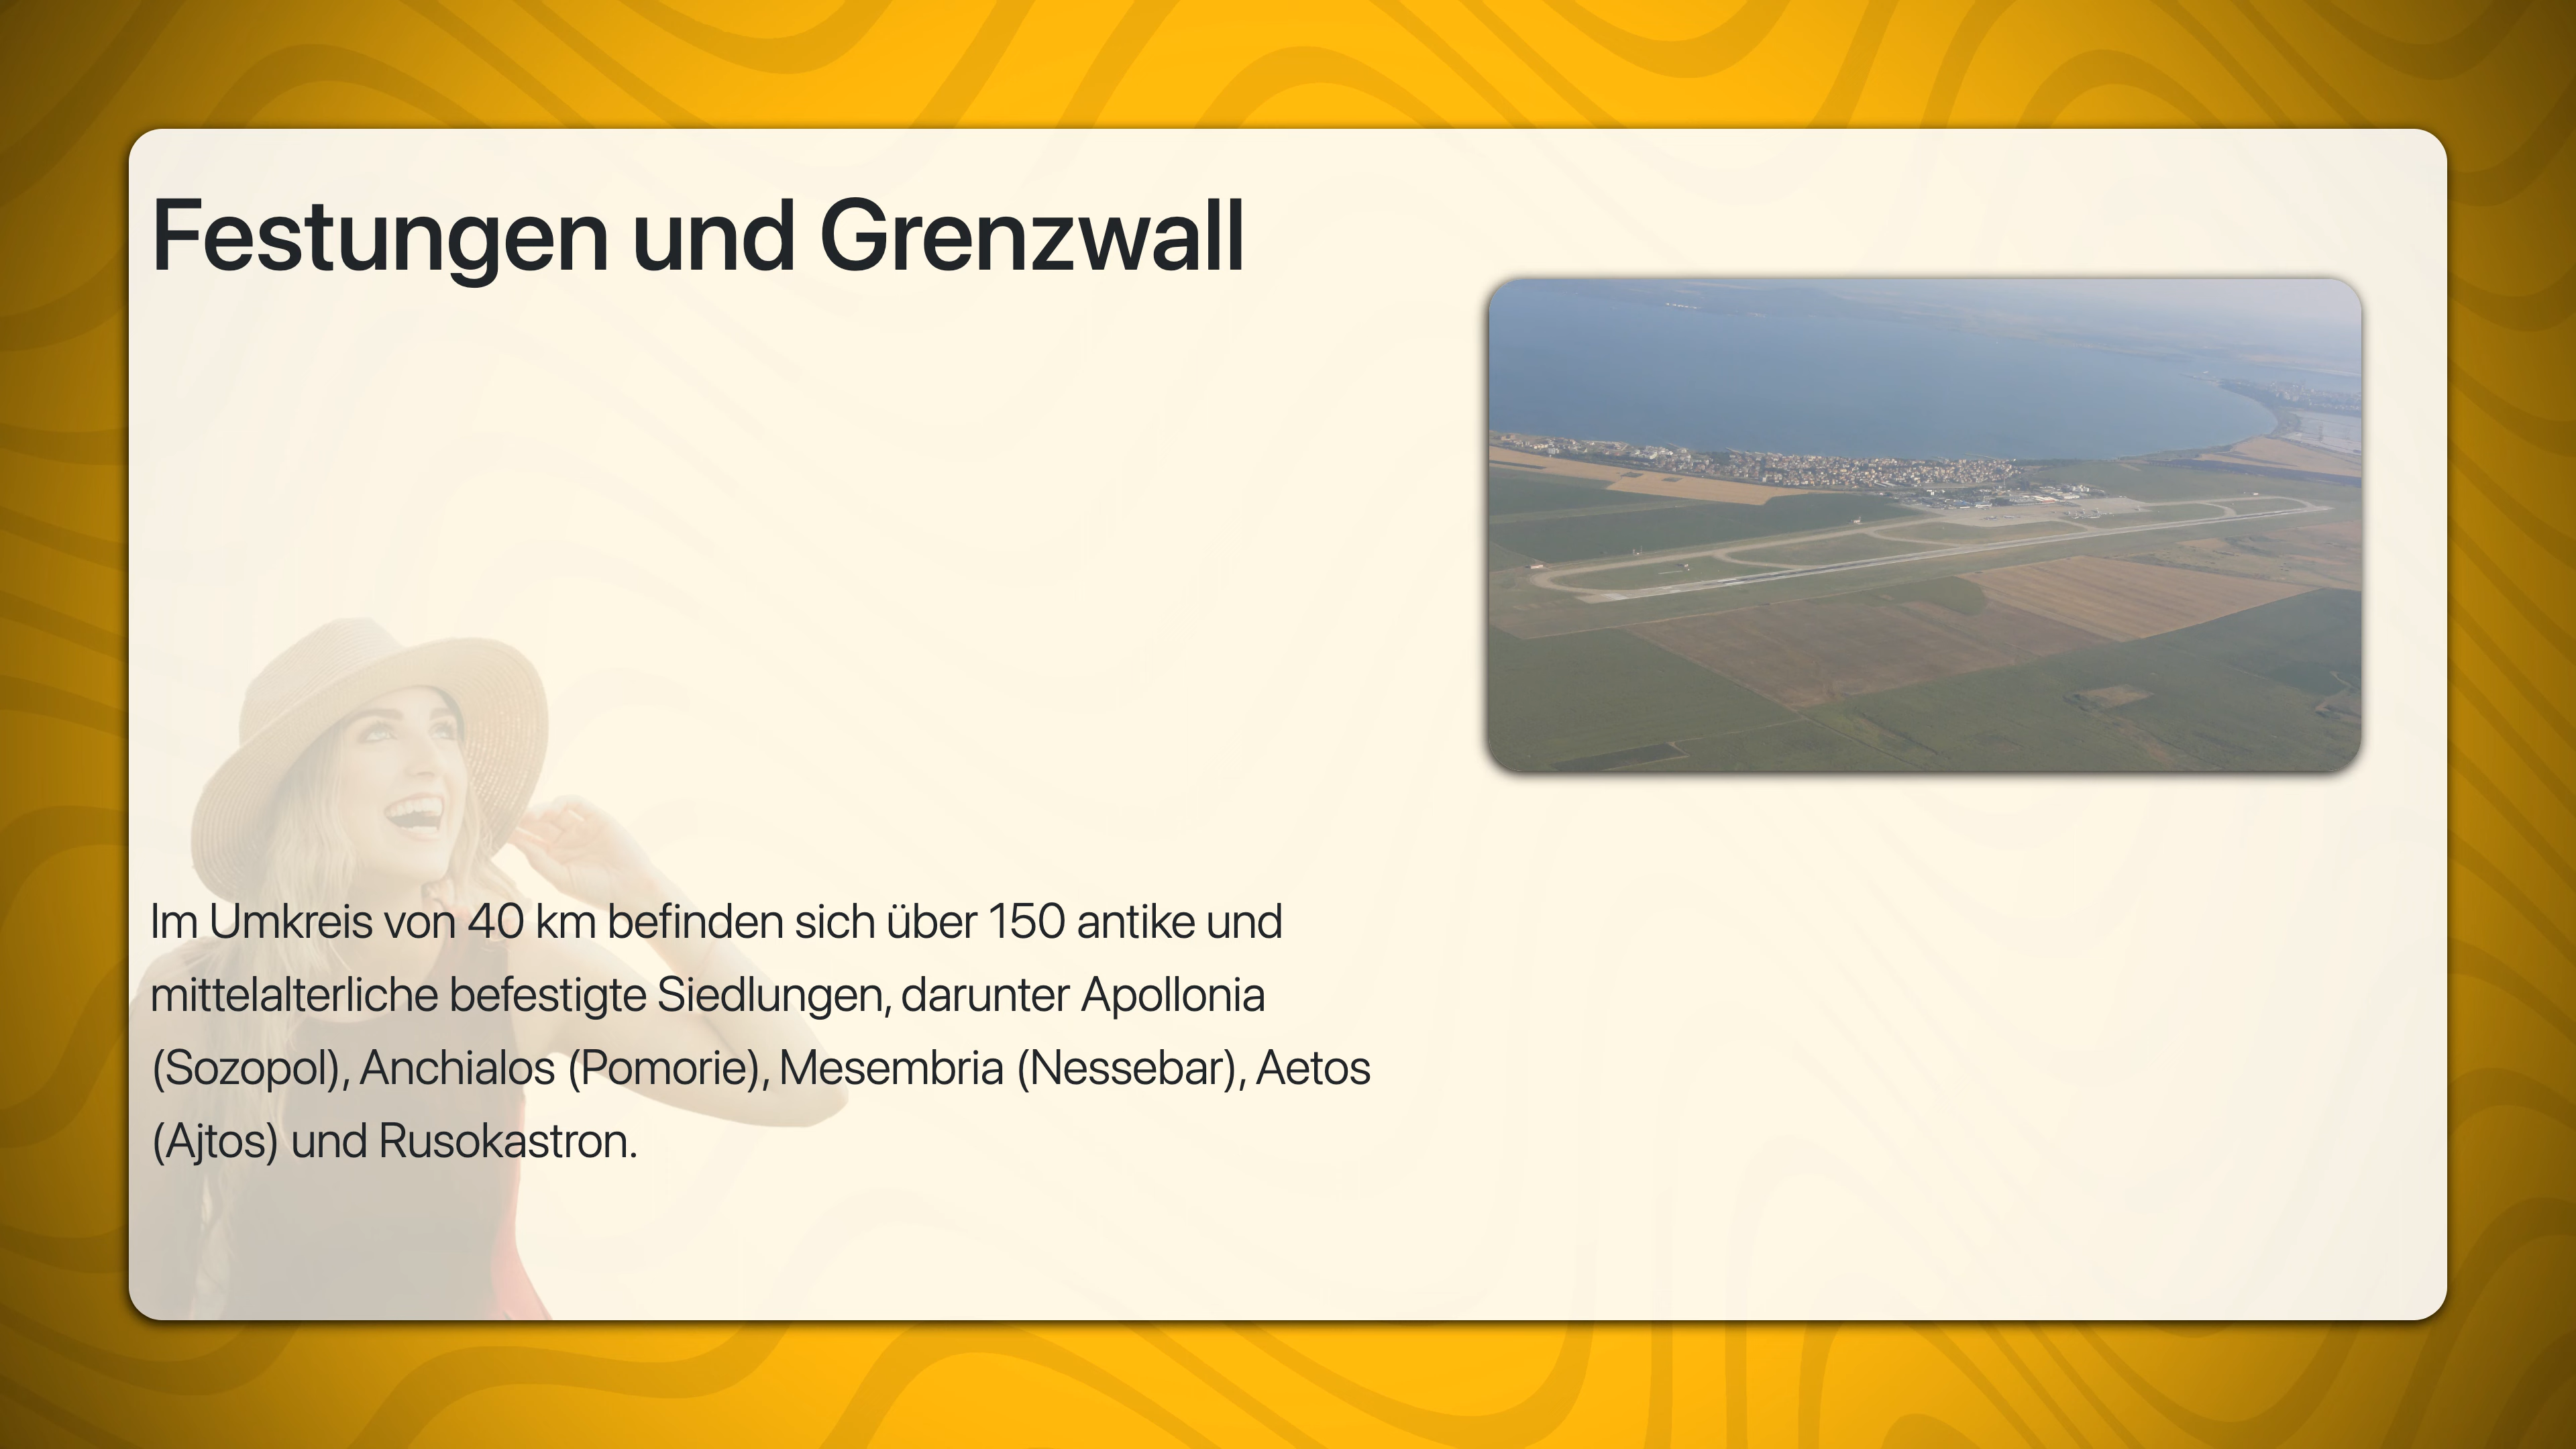 Festungen und Grenzwall
Im Umkreis von 40 km befinden sich über 150 antike und
mittelalterliche befestigte Siedlungen, darunter Apollonia
(Sozopol), Anchialos (Pomorie), Mesembria (Nessebar), Aetos
(Ajtos) und Rusokastron.